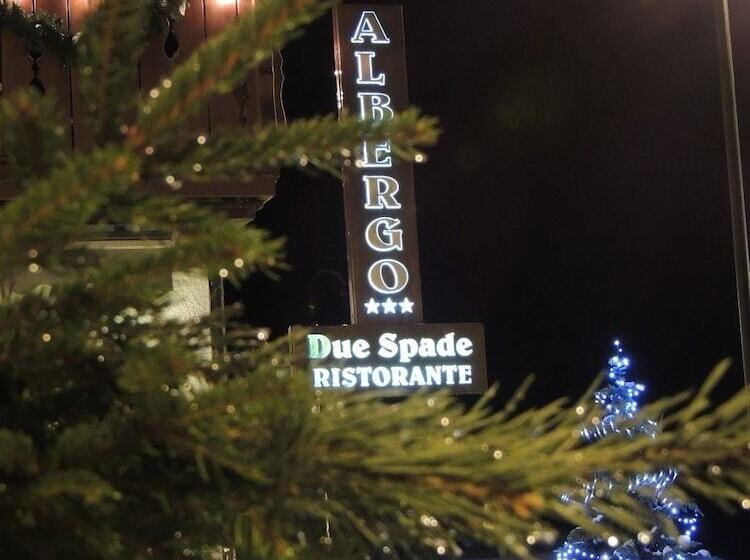 ALBERGO
★★★
Due Spade
RISTORANTE